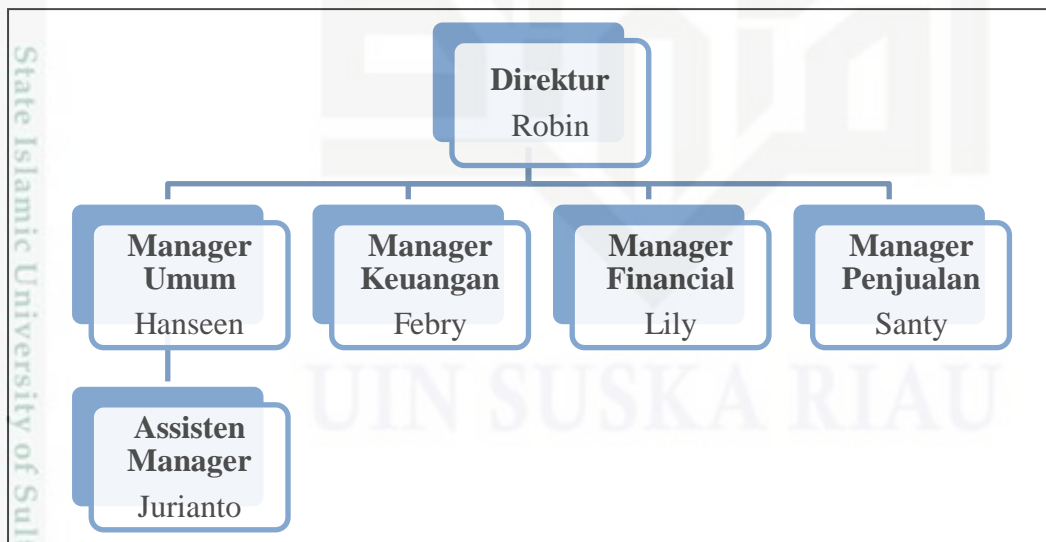 Direktur
Robin
Manager
Umum
Hanseen
Manager
Keuangan
Febry
Manager
Financial
Lily
Manager
Penjualan
Santy
Assisten
Manager
Jurianto
UIN SUSKA RIAU
State Islamic University of Sul